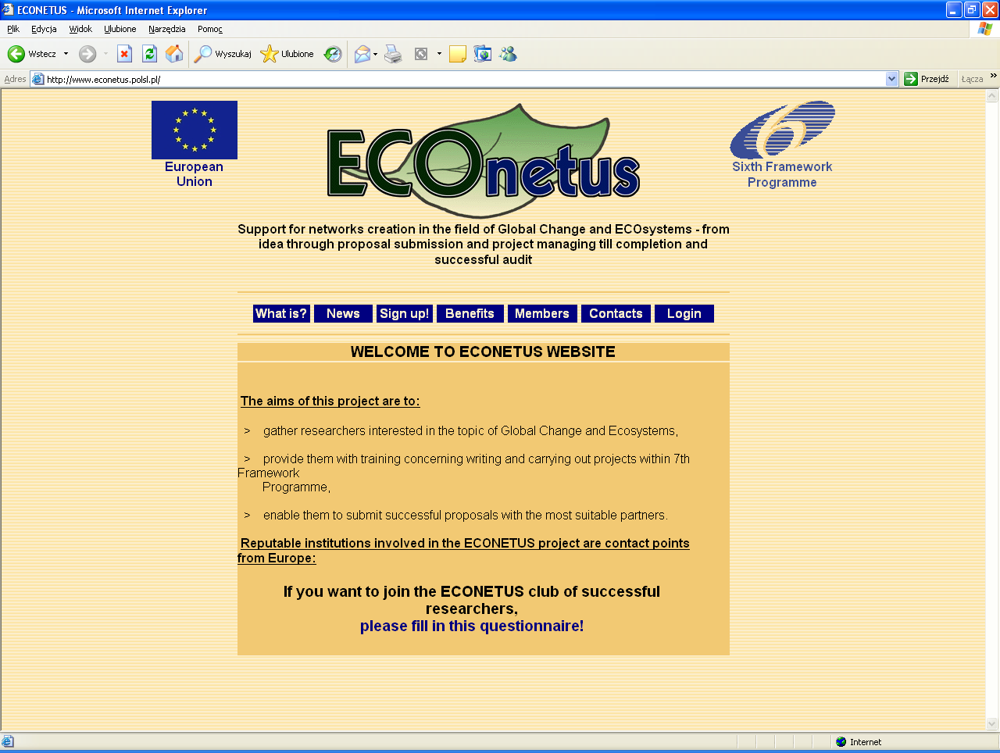 ECONETUS - Microsoft Internet Explorer
Plik Edycja Widok Ulubione Narzędzia Pomoc
Wstecz Wyszukaj Ulubione
Adres http://www.econetus.polsl.pl/ Przejdź Łącza »
European
Union
ECOnetus
6
Sixth Framework
Programme
Support for networks creation in the field of Global Change and ECOsystems - from
idea through proposal submission and project managing till completion and
successful audit
What is? News Sign up! Benefits Members Contacts Login
WELCOME TO ECONETUS WEBSITE
The aims of this project are to:
> gather researchers interested in the topic of Global Change and Ecosystems,
> provide them with training concerning writing and carrying out projects within 7th
Framework
Programme,
> enable them to submit successful proposals with the most suitable partners.
Reputable institutions involved in the ECONETUS project are contact points
from Europe:
If you want to join the ECONETUS club of successful
researchers,
please fill in this questionnaire!
Internet